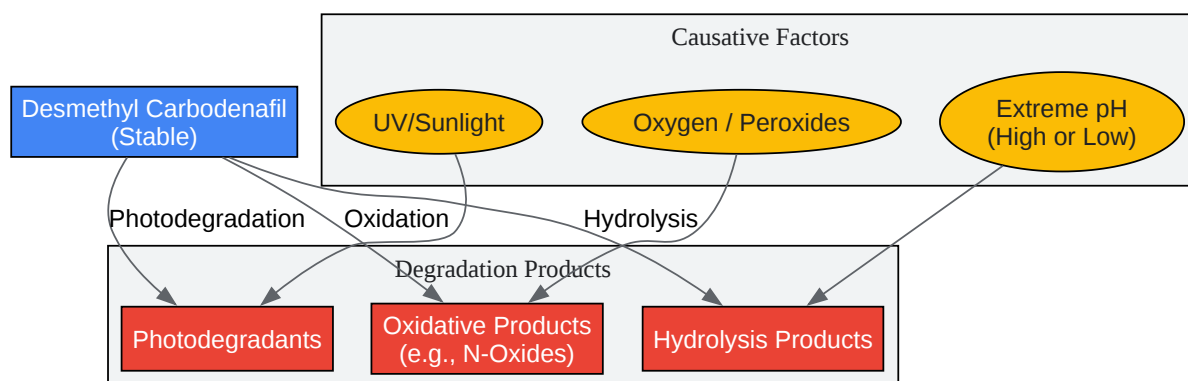 Causative Factors
Desmethyl Carbodenafil
(Stable)
UV/Sunlight
Oxygen / Peroxides
Extreme pH
(High or Low)
Photodegradation
Oxidation
Hydrolysis
Degradation Products
Photodegradants
Oxidative Products
(e.g., N-Oxides)
Hydrolysis Products